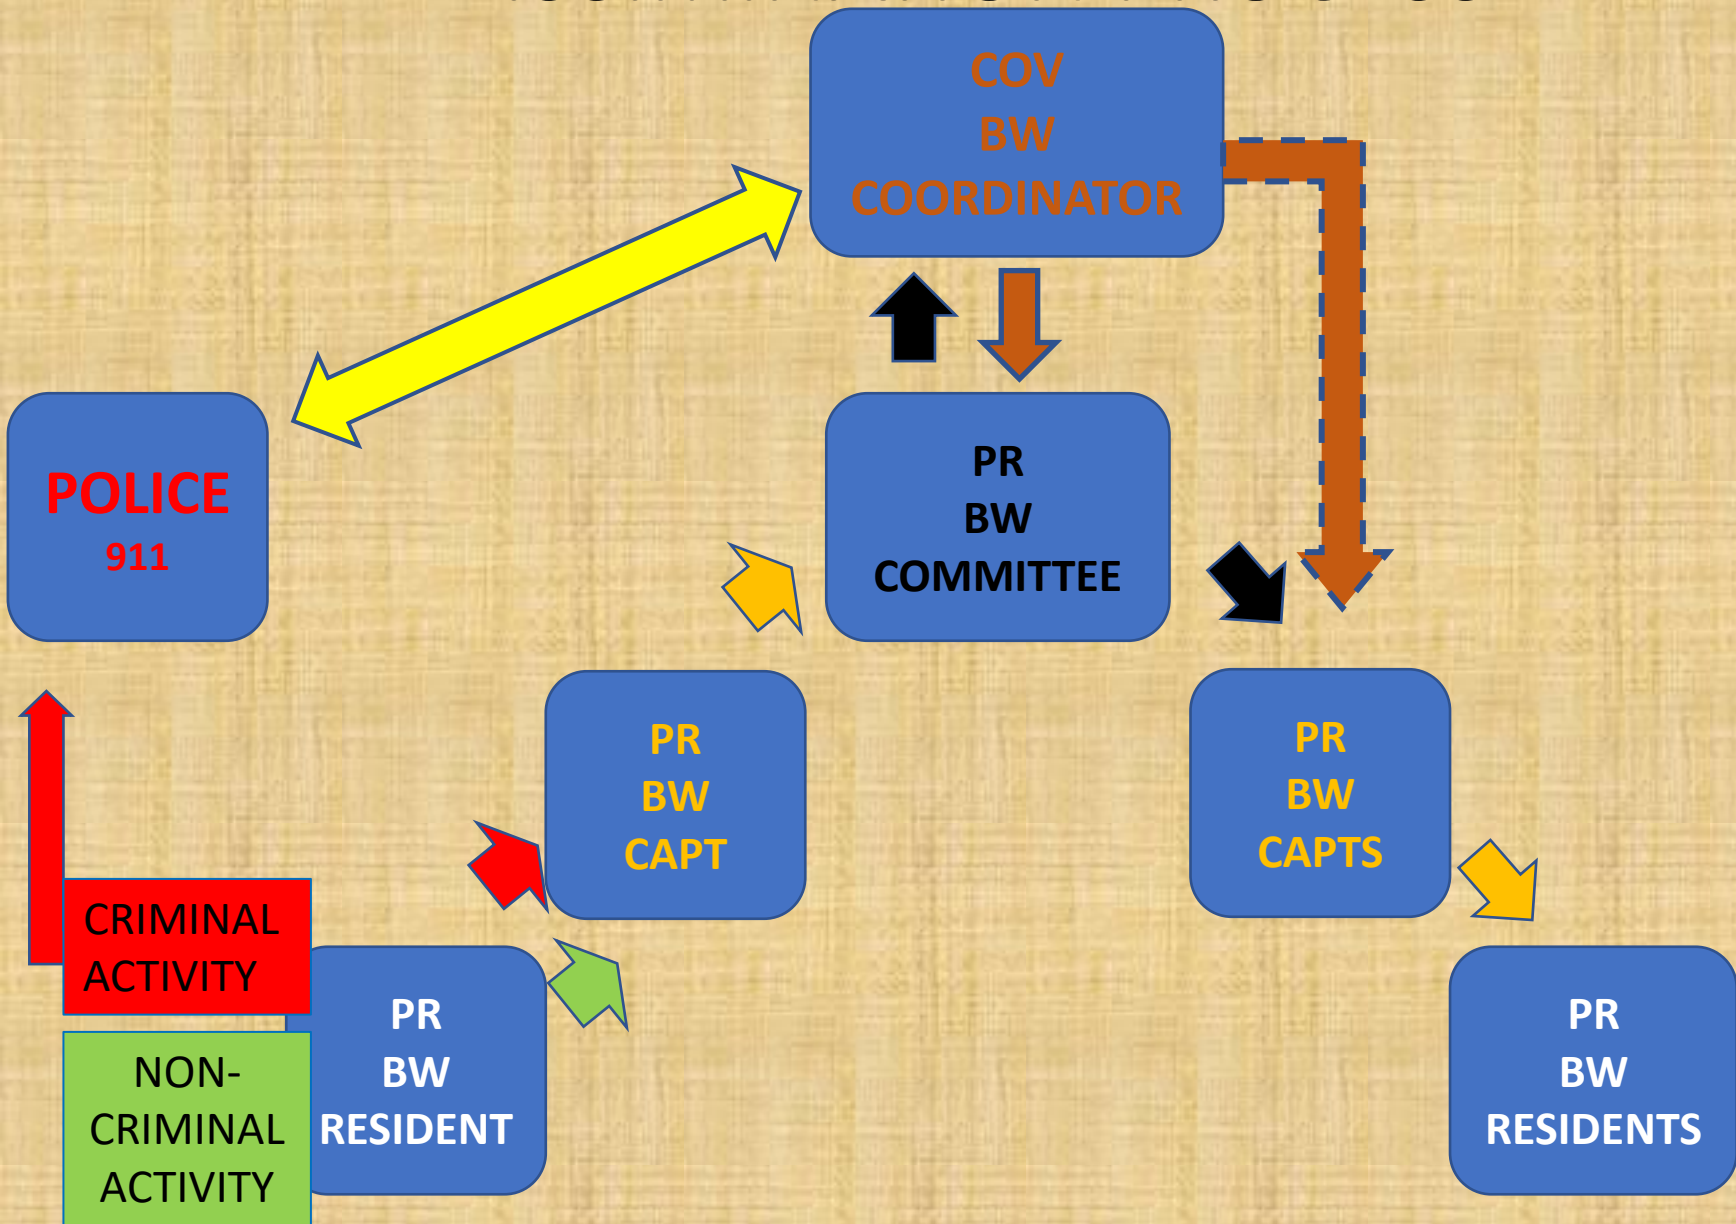 COV
BW
COORDINATOR
POLICE
911
PR
BW
COMMITTEE
PR
BW
CAPT
PR
BW
CAPTS
CRIMINAL
ACTIVITY
NON-
CRIMINAL
ACTIVITY
PR
BW
RESIDENT
PR
BW
RESIDENTS